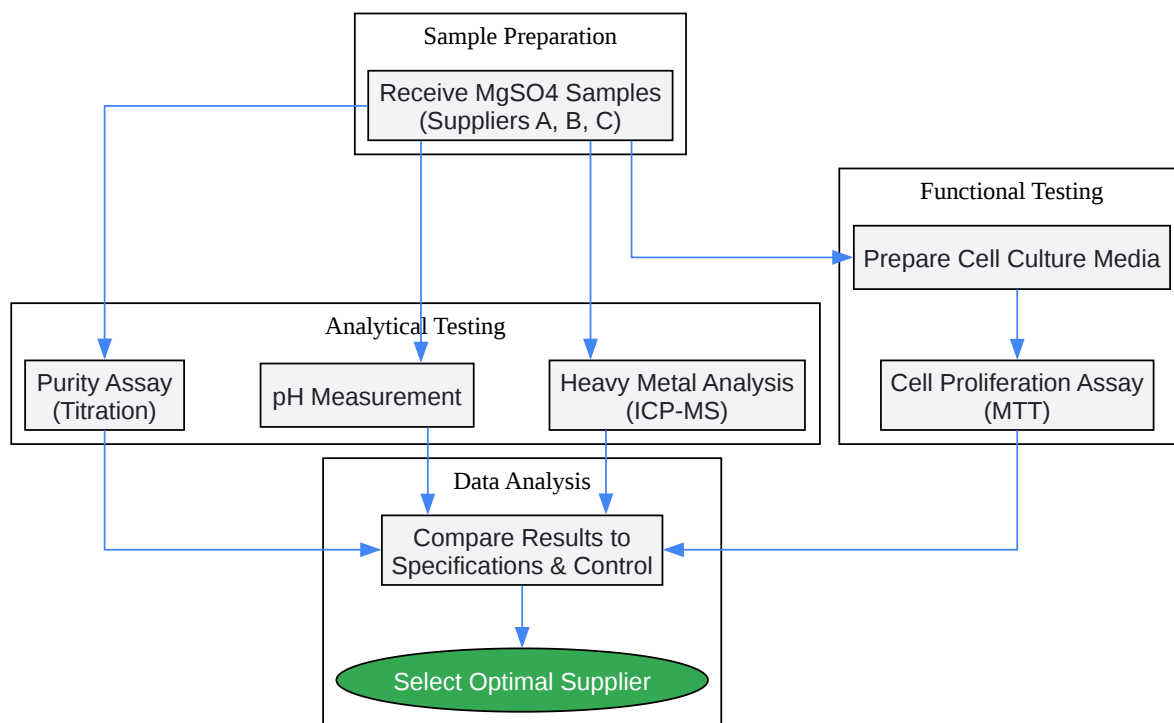 Sample Preparation
Receive MgSO4 Samples
(Suppliers A, B, C)
Functional Testing
Prepare Cell Culture Media
Analytical Testing
Purity Assay
(Titration)
pH Measurement
Heavy Metal Analysis
(ICP-MS)
Cell Proliferation Assay
(MTT)
Data Analysis
Compare Results to
Specifications & Control
Select Optimal Supplier